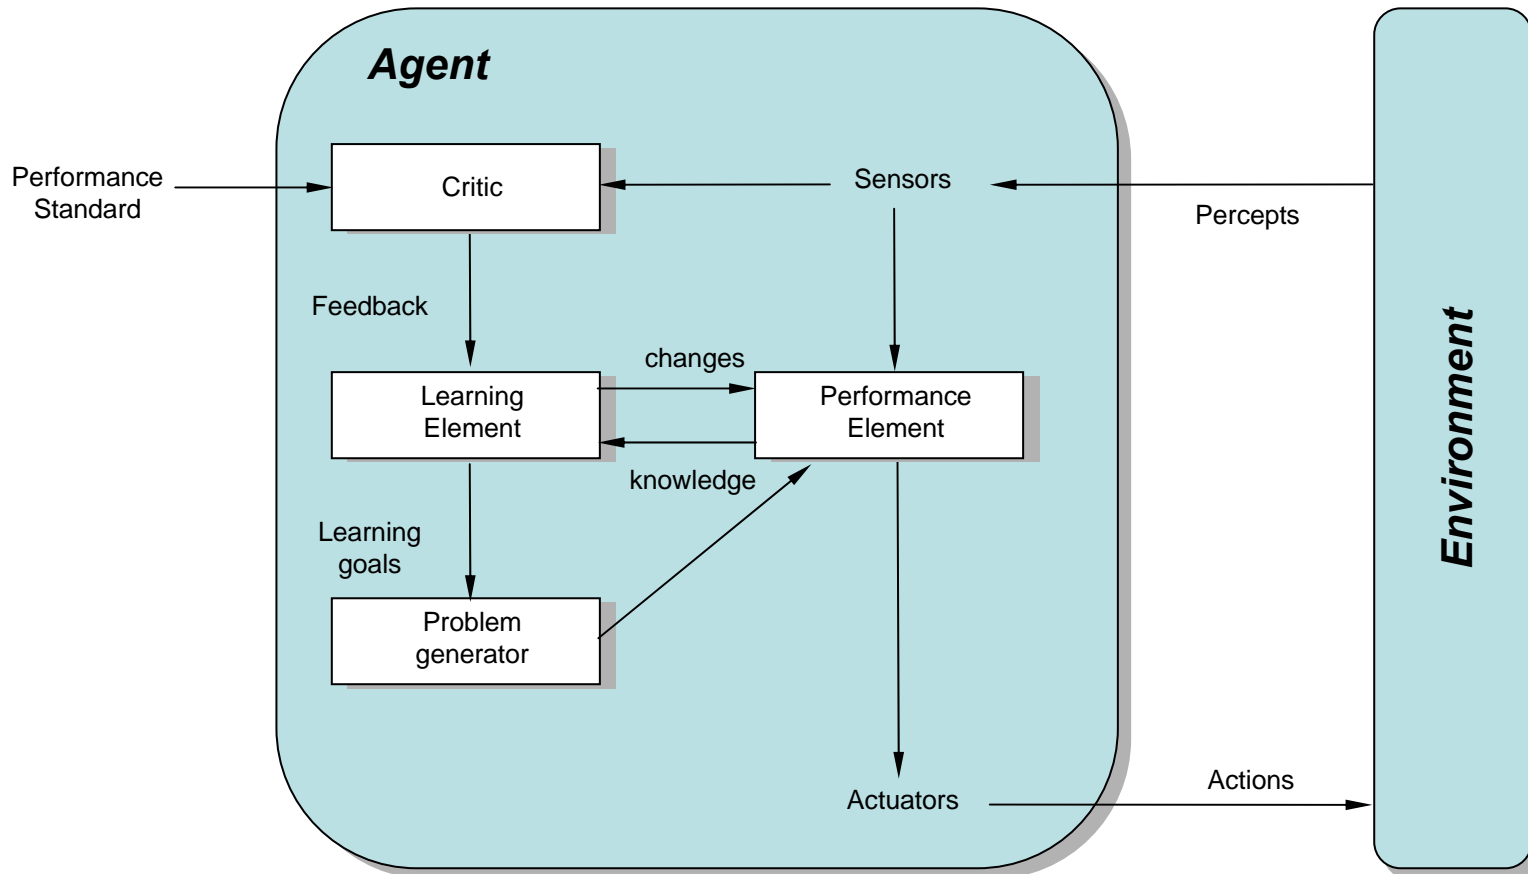 Agent
Performance
Standard
Critic
Sensors
Percepts
Feedback
changes
Learning
Element
Performance
Element
knowledge
Learning
goals
Problem
generator
Actuators
Actions
Environment